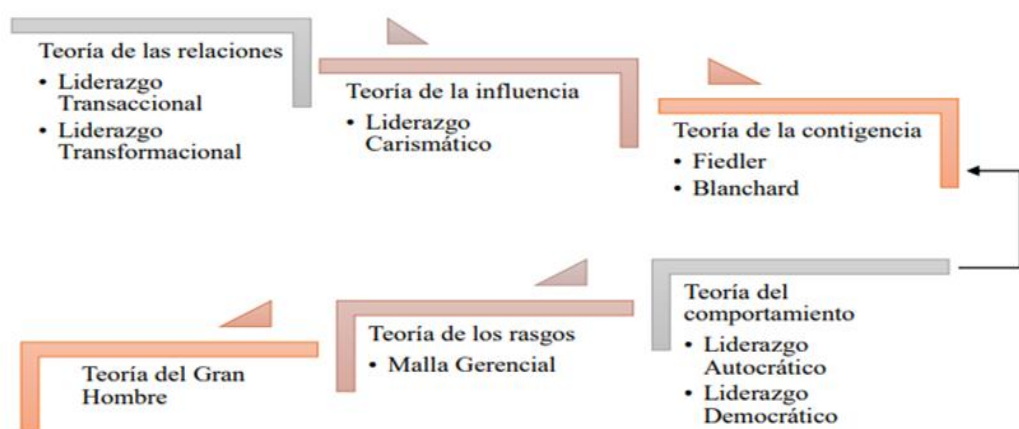 Teoría de las relaciones
• Liderazgo
Transaccional
• Liderazgo
Transformacional
Teoría de la influencia
• Liderazgo
Carismático
Teoría de la contigencia
• Fiedler
• Blanchard
Teoría del Gran
Hombre
Teoría de los rasgos
• Malla Gerencial
Teoría del
comportamiento
• Liderazgo
Autocrático
• Liderazgo
Democrático